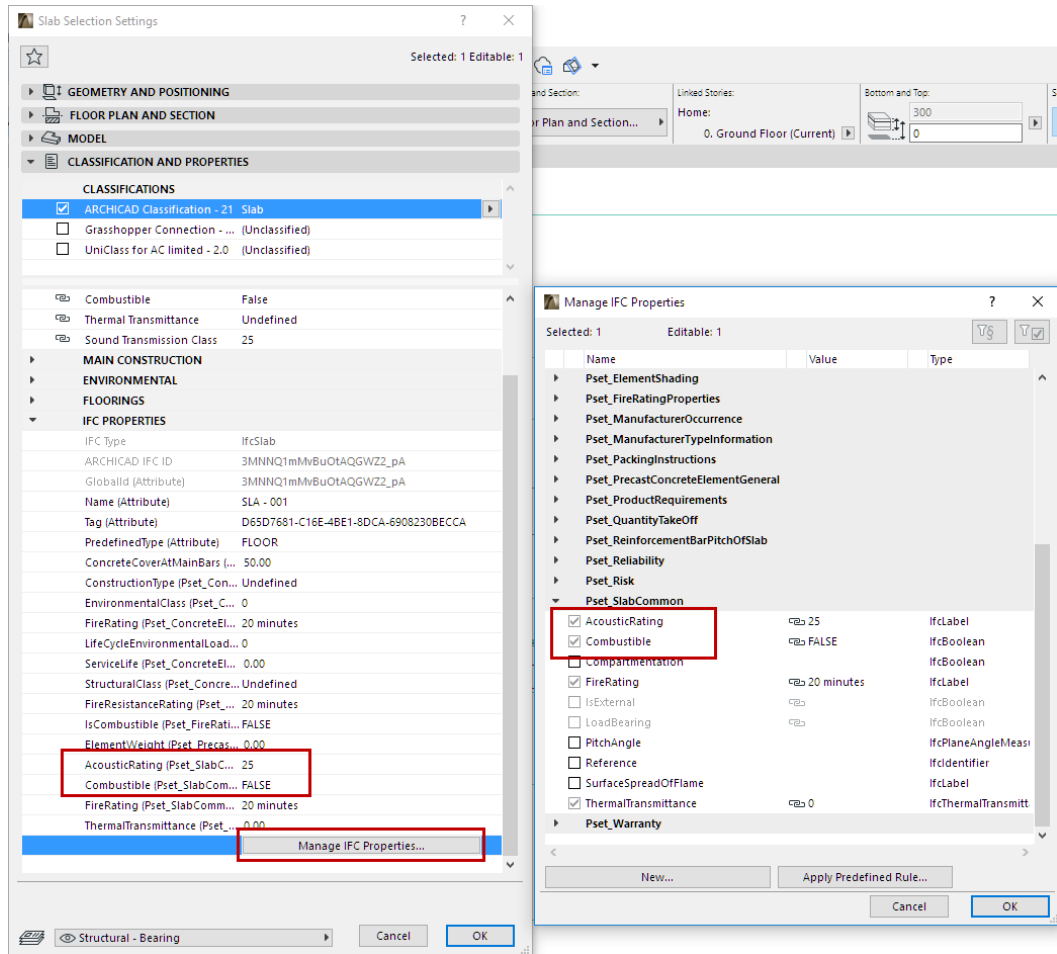 Slab Selection Settings
Selected: 1 Editable: 1
GEOMETRY AND POSITIONING
FLOOR PLAN AND SECTION
MODEL
CLASSIFICATION AND PROPERTIES
CLASSIFICATIONS
ARCHICAD Classification - 21 Slab
Grasshopper Connection - ... (Unclassified)
UniClass for AC limited - 2.0 (Unclassified)
Combustible False
Thermal Transmittance Undefined
Sound Transmission Class 25
MAIN CONSTRUCTION
ENVIRONMENTAL
FLOORINGS
IFC PROPERTIES
IFC Type IfcSlab
ARCHICAD IFC ID 3MNNQ1mMvBuOtAQGWZ2_pA
GlobalId (Attribute) 3MNNQ1mMvBuOtAQGWZ2_pA
Name (Attribute) SLA - 001
Tag (Attribute) D65D7681-C16E-4BE1-8DCA-6908230BECCA
PredefinedType (Attribute) FLOOR
ConcreteCoverAtMainBars (... 50.00
ConstructionType (Pset_Con... Undefined
EnvironmentalClass (Pset_C... 0
FireRating (Pset_ConcreteEl... 20 minutes
LifeCycleEnvironmentalLoad... 0
ServiceLife (Pset_ConcreteEl... 0.00
StructuralClass (Pset_Concre... Undefined
FireResistanceRating (Pset_... 20 minutes
IsCombustible (Pset_FireRati... FALSE
ElementWeight (Pset_Precas... 0.00
AcousticRating (Pset_SlabC... 25
Combustible (Pset_SlabCom... FALSE
FireRating (Pset_SlabComm... 20 minutes
ThermalTransmittance (Pset_... 0.00
Manage IFC Properties...
Structural - Bearing
Cancel OK
and Section: Linked Stories: Bottom and Top: S
or Plan and Section... Home: 300
0. Ground Floor (Current) 0
Manage IFC Properties ?
Selected: 1 Editable: 1
Name Value Type
Pset_ElementShading
Pset_FireRatingProperties
Pset_ManufacturerOccurrence
Pset_ManufacturerTypeInformation
Pset_PackingInstructions
Pset_PrecastConcreteElementGeneral
Pset_ProductRequirements
Pset_QuantityTakeOff
Pset_ReinforcementBarPitchOfSlab
Pset_Reliability
Pset_Risk
Pset_SlabCommon
AcousticRating 25 IfcLabel
Combustible FALSE IfcBoolean
Compartmentation IfcBoolean
FireRating 20 minutes IfcLabel
IsExternal IfcBoolean
LoadBearing IfcBoolean
PitchAngle IfcPlaneAngleMeas
Reference IfcIdentifier
SurfaceSpreadOfFlame IfcLabel
ThermalTransmittance 0 IfcThermalTransmitt
Pset_Warranty
New... Apply Predefined Rule...
Cancel OK